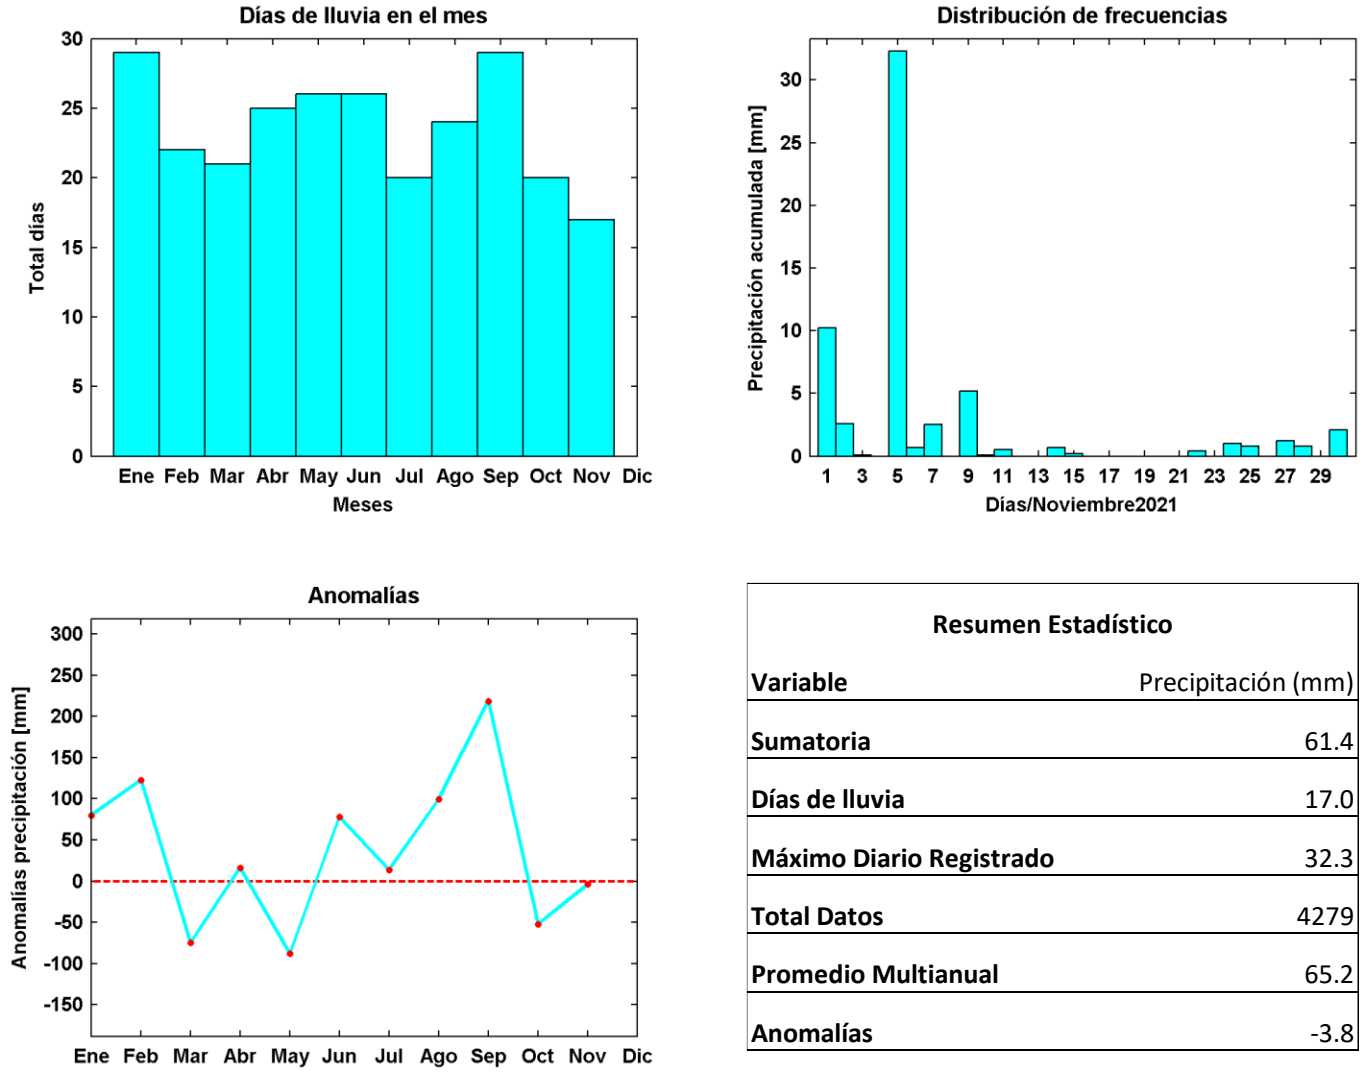 Días de lluvia en el mes
30
25
20
15
10
5
0
Total días
Ene Feb Mar Abr May Jun Jul Ago Sep Oct Nov Dic
Meses
Distribución de frecuencias
30
25
20
15
10
5
0
Precipitación acumulada [mm]
1 3 5 7 9 11 13 15 17 19 21 23 25 27 29
Días/Noviembre2021
Anomalías
300
250
200
150
100
50
0
-50
-100
-150
Anomalías precipitación [mm]
Ene Feb Mar Abr May Jun Jul Ago Sep Oct Nov Dic
Resumen Estadístico
Variable Precipitación (mm)
Sumatoria 61.4
Días de lluvia 17.0
Máximo Diario Registrado 32.3
Total Datos 4279
Promedio Multianual 65.2
Anomalías -3.8